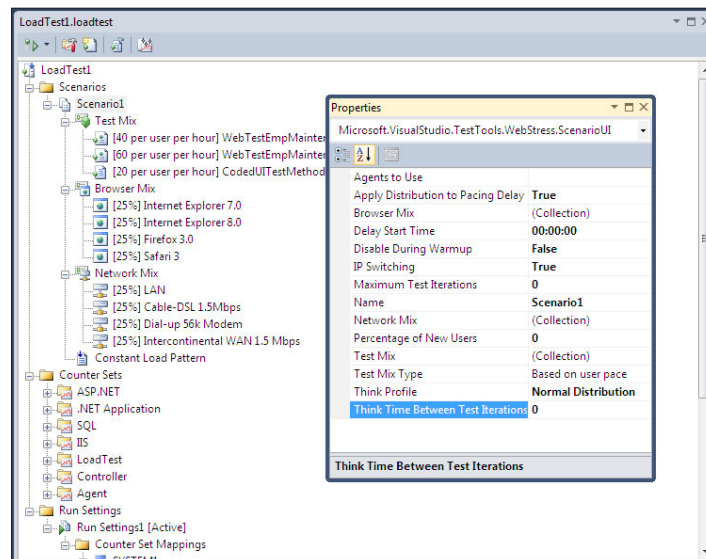 LoadTest1.loadtest
LoadTest1
Scenarios
Scenario1
Test Mix
[40 per user per hour] WebTestEmpMainter
[60 per user per hour] WebTestEmpMainter
[20 per user per hour] CodedUITestMethod
Browser Mix
[25%] Internet Explorer 7.0
[25%] Internet Explorer 8.0
[25%] Firefox 3.0
[25%] Safari 3
Network Mix
[25%] LAN
[25%] Cable-DSL 1.5Mbps
[25%] Dial-up 56k Modem
[25%] Intercontinental WAN 1.5 Mbps
Constant Load Pattern
Counter Sets
ASP.NET
.NET Application
SQL
IIS
LoadTest
Controller
Agent
Run Settings
Run Settings1 [Active]
Counter Set Mappings
Properties
Microsoft.VisualStudio.TestTools.WebStress.ScenarioUI
Agents to Use
Apply Distribution to Pacing Delay True
Browser Mix (Collection)
Delay Start Time 00:00:00
Disable During Warmup False
IP Switching True
Maximum Test Iterations 0
Name Scenario1
Network Mix (Collection)
Percentage of New Users 0
Test Mix (Collection)
Test Mix Type Based on user pace
Think Profile Normal Distribution
Think Time Between Test Iterations 0
Think Time Between Test Iterations